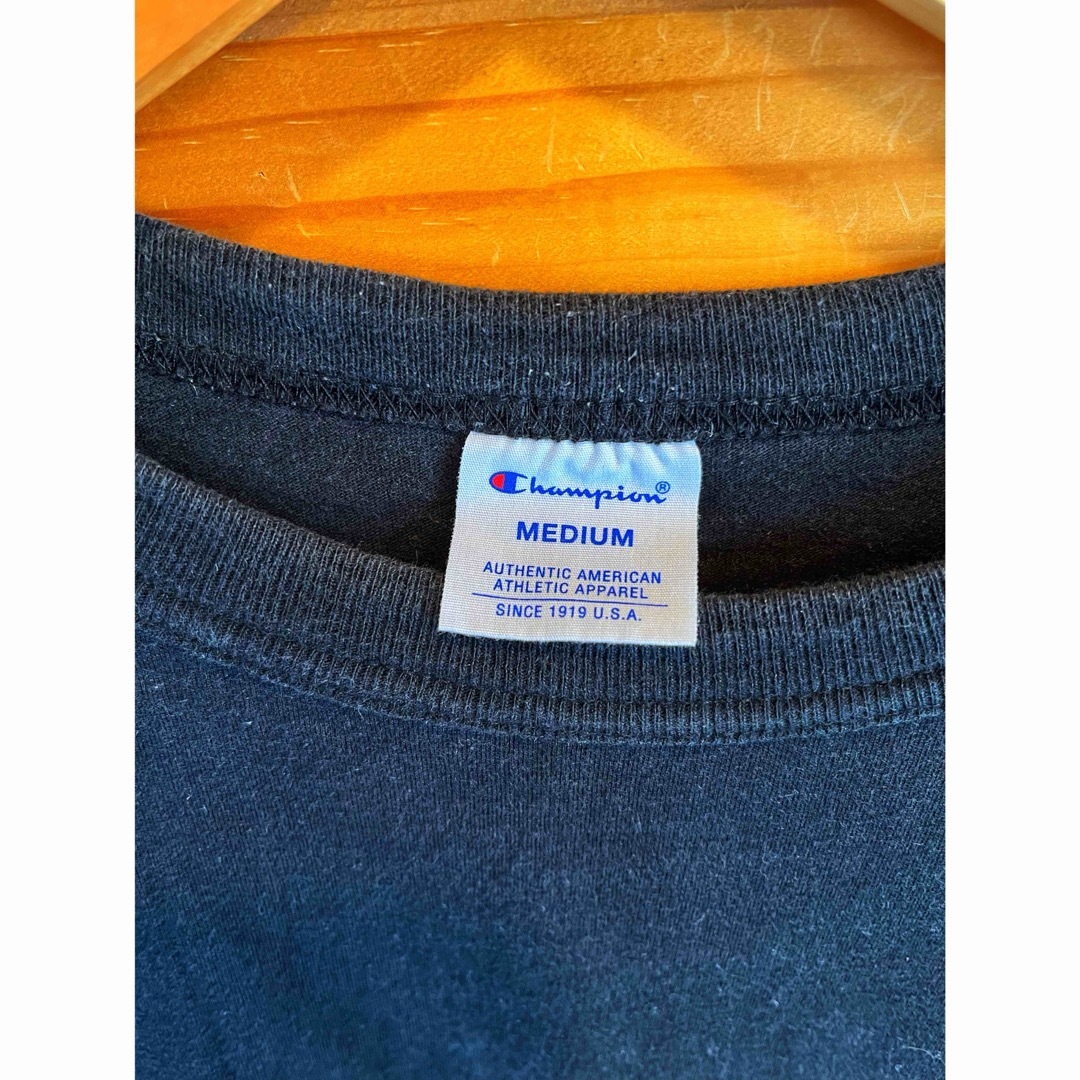 Champion®
MEDIUM
AUTHENTIC AMERICAN
ATHLETIC APPAREL
SINCE 1919 U.S.A.